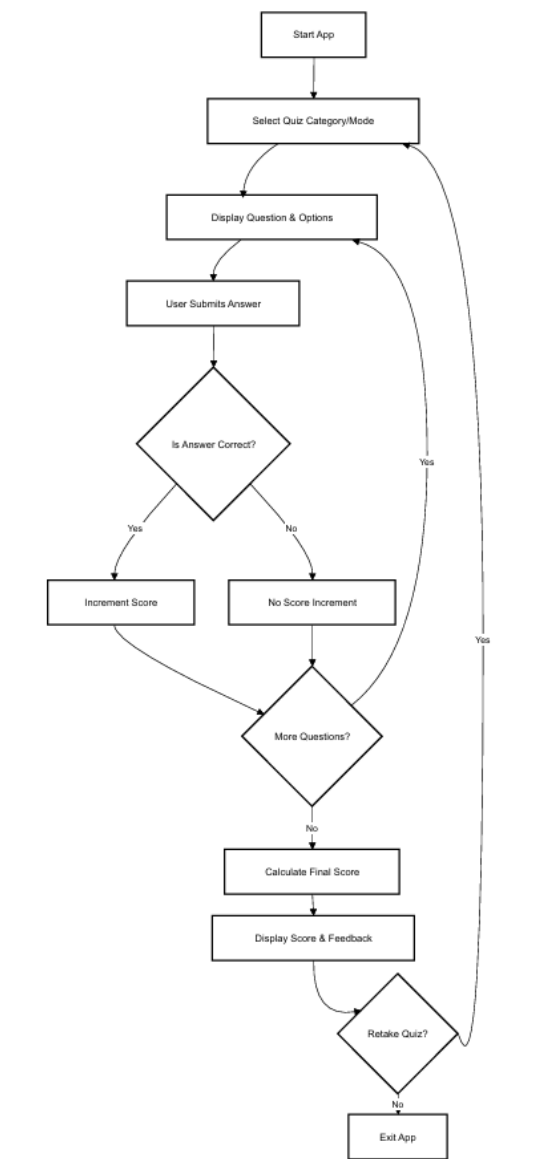 Start App
Select Quiz Category/Mode
Display Question & Options
User Submits Answer
Is Answer Correct?
Yes
Yes
No
Increment Score
No Score Increment
Yes
More Questions?
No
Calculate Final Score
Display Score & Feedback
Retake Quiz?
No
Exit App